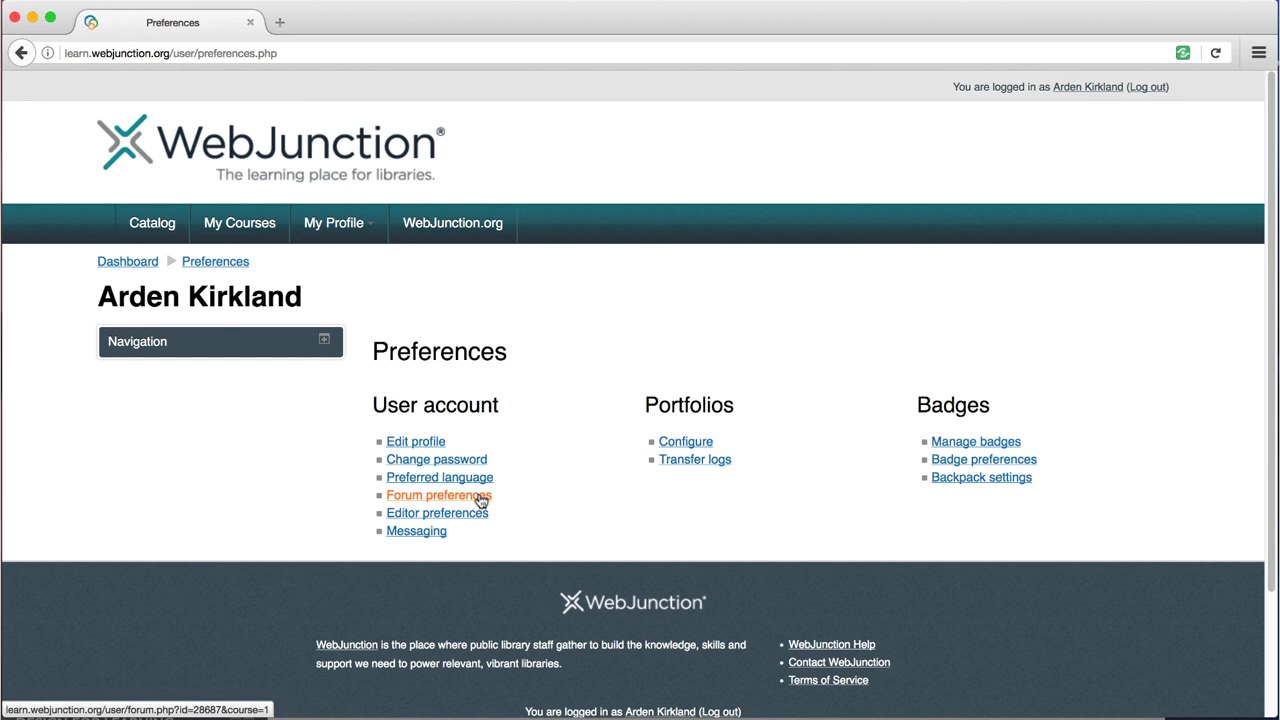 Preferences
learn.webjunction.org/user/preferences.php
You are logged in as Arden Kirkland (Log out)
WebJunction®
The learning place for libraries.
Catalog My Courses My Profile WebJunction.org
Dashboard Preferences
Arden Kirkland
Navigation
Preferences
User account
Edit profile
Change password
Preferred language
Forum preferences
Editor preferences
Messaging
Portfolios
Configure
Transfer logs
Badges
Manage badges
Badge preferences
Backpack settings
WebJunction
WebJunction is the place where public library staff gather to build the knowledge, skills and
support we need to power relevant, vibrant libraries.
WebJunction Help
Contact WebJunction
Terms of Service
You are logged in as Arden Kirkland (Log out)
learn.webjunction.org/user/forum.php?id=28687&course=1